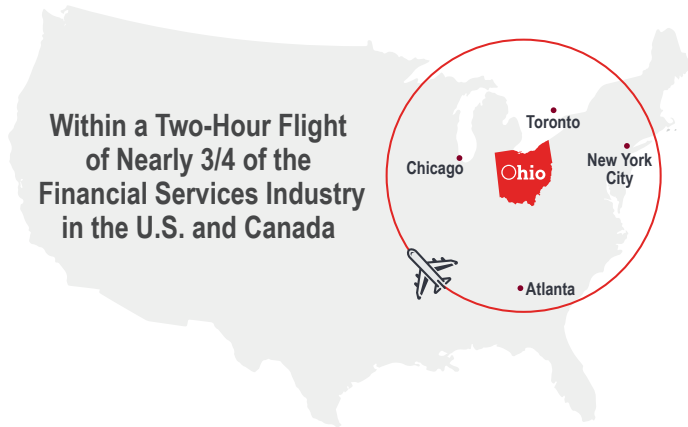 Within a Two-Hour Flight
of Nearly 3/4 of the
Financial Services Industry
in the U.S. and Canada
Toronto
Chicago
Ohio
New York
City
Atlanta